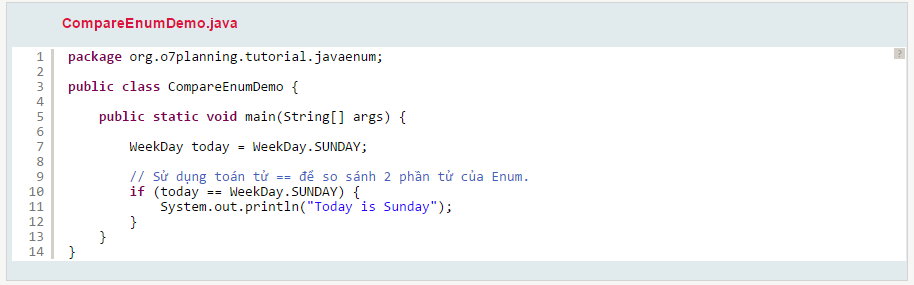 CompareEnumDemo.java
?
1 package org.o7planning.tutorial.javaenum;
2
3 public class CompareEnumDemo {
4
5     public static void main(String[] args) {
6
7         WeekDay today = WeekDay.SUNDAY;
8
9         // Sử dụng toán tử == để so sánh 2 phần tử của Enum.
10         if (today == WeekDay.SUNDAY) {
11             System.out.println("Today is Sunday");
12         }
13     }
14 }